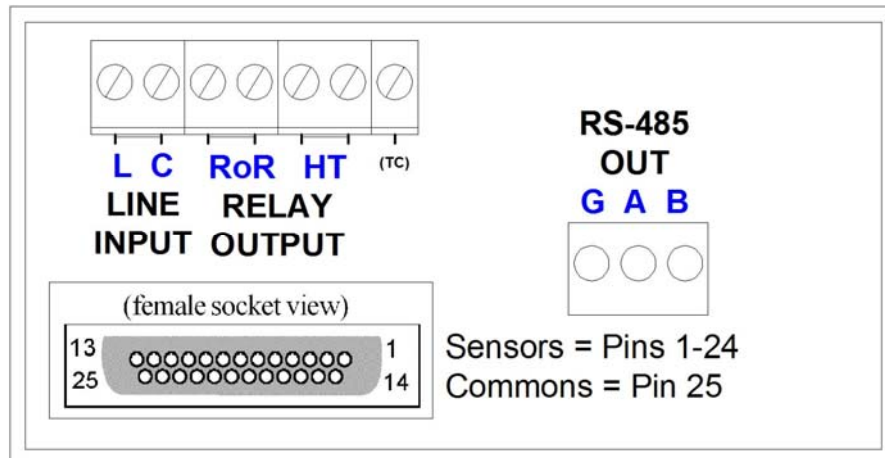 L C RoR HT (TC)
LINE RELAY
INPUT OUTPUT
RS-485
OUT
G A B
(female socket view)
13 1
25 14
Sensors = Pins 1-24
Commons = Pin 25